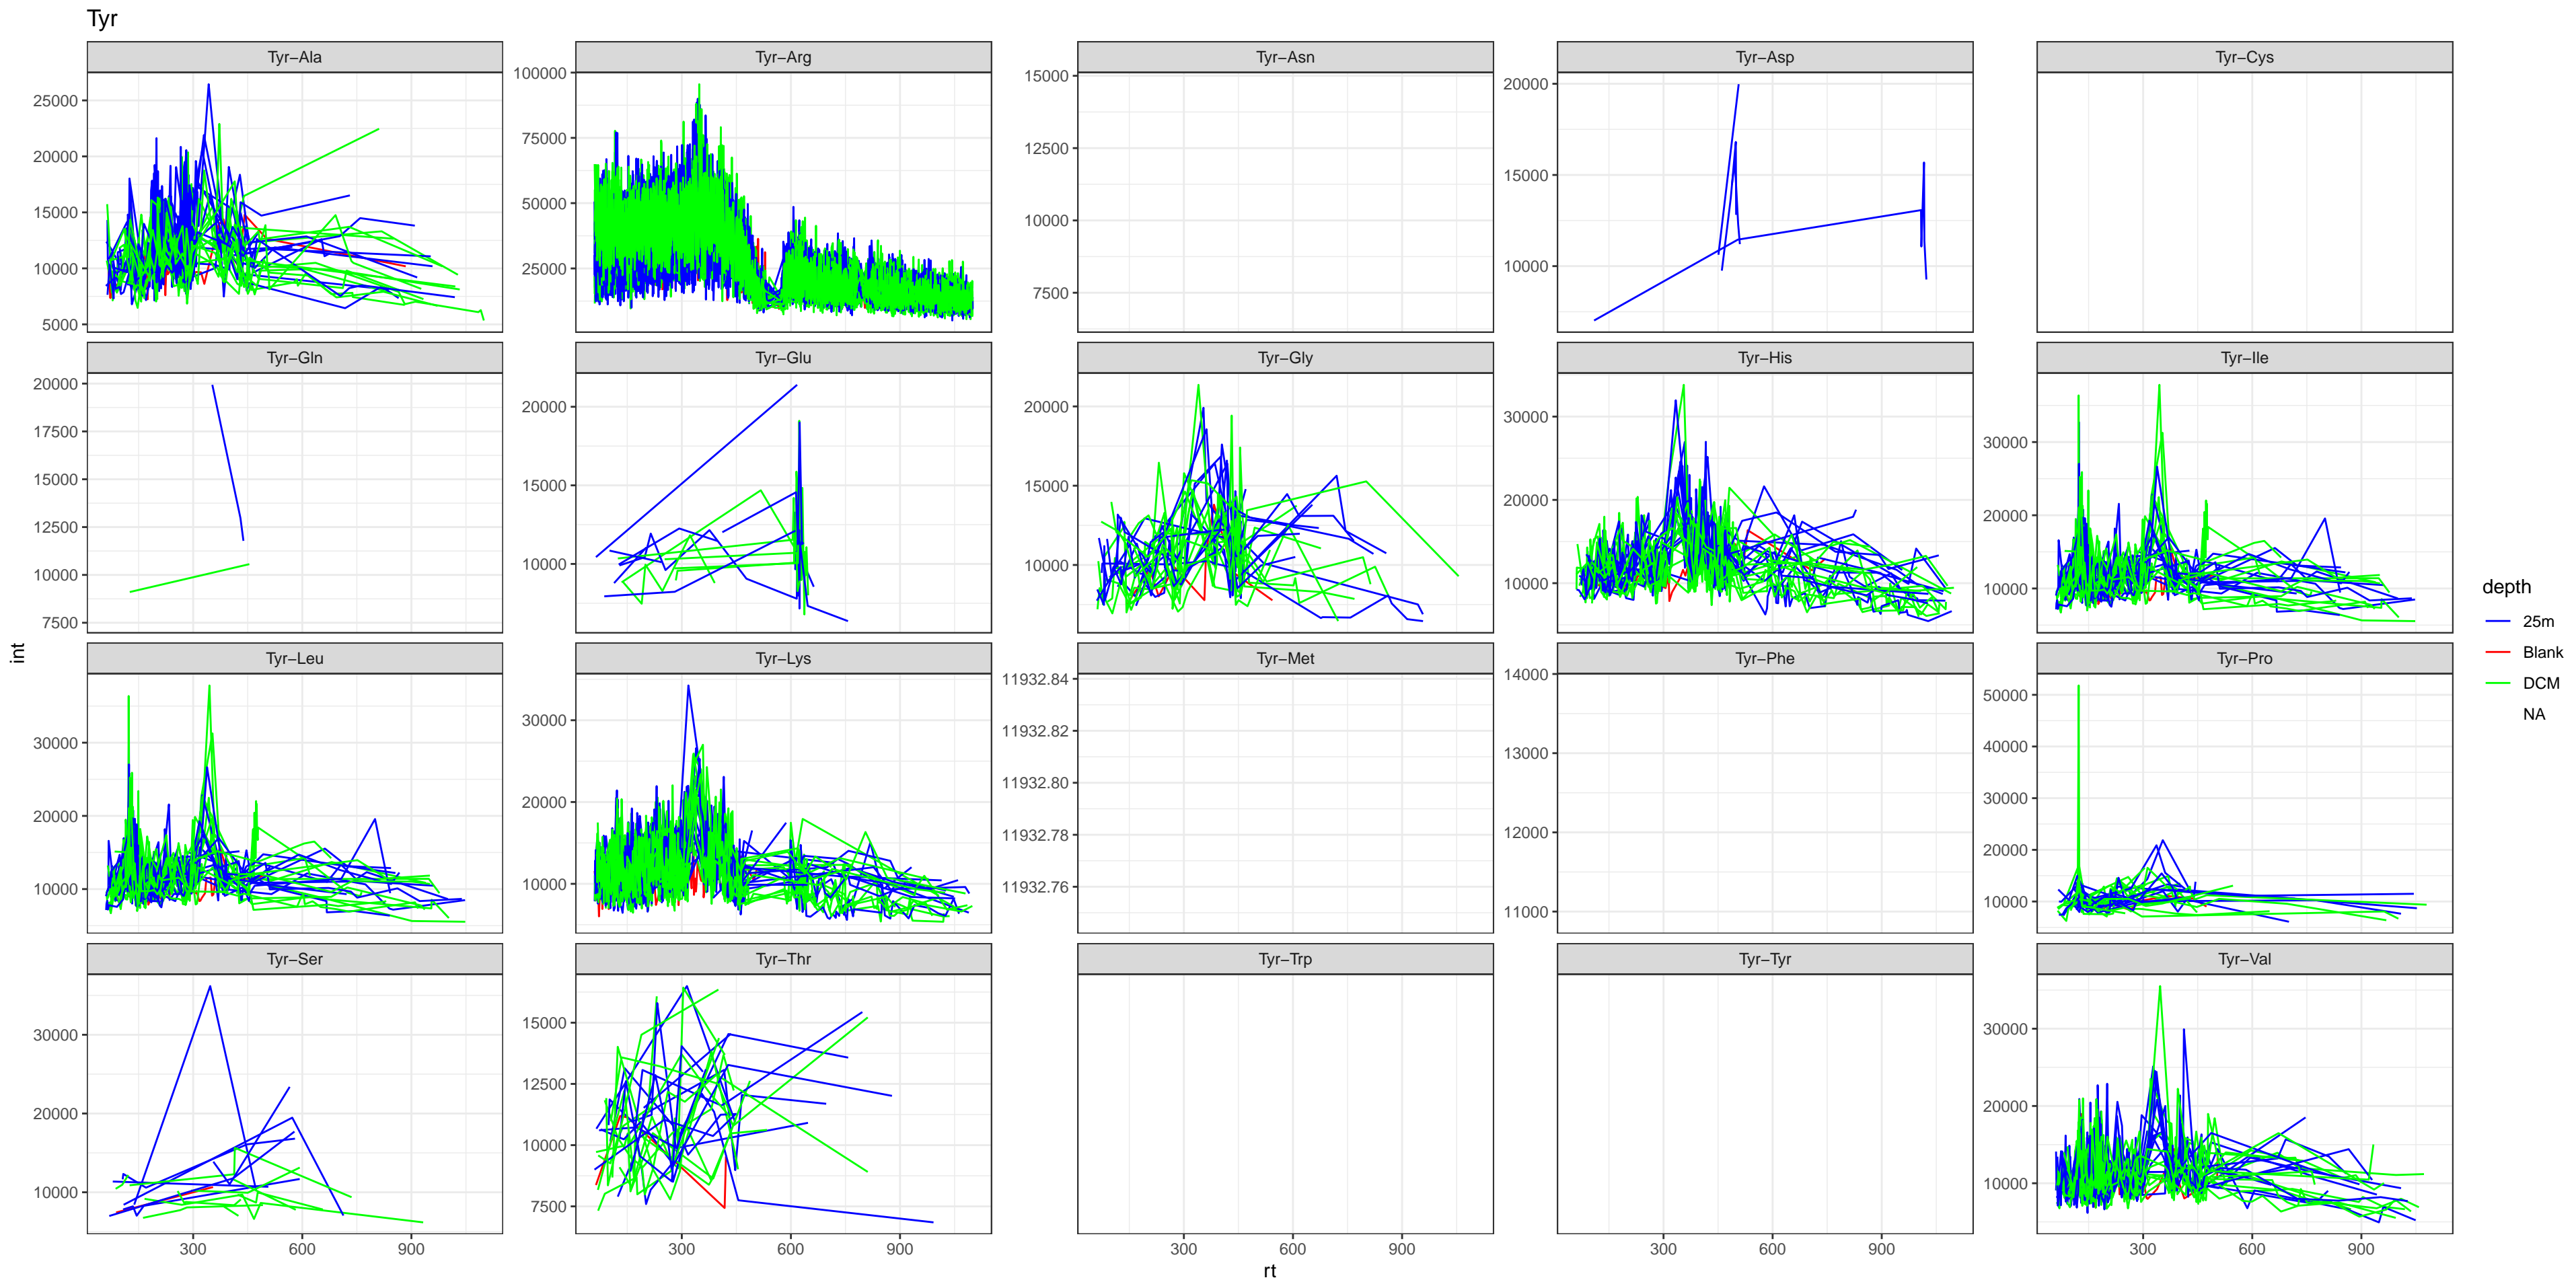 Tyr
Tyr−Ala
Tyr−Arg
Tyr−Asn
Tyr−Asp
Tyr−Cys
25000
20000
15000
10000
5000
100000
75000
50000
25000
15000
12500
10000
7500
20000
15000
10000
Tyr−Gln
Tyr−Glu
Tyr−Gly
Tyr−His
Tyr−Ile
20000
17500
15000
12500
10000
7500
20000
15000
10000
20000
15000
10000
30000
20000
10000
30000
20000
10000
Tyr−Leu
Tyr−Lys
Tyr−Met
Tyr−Phe
Tyr−Pro
30000
20000
10000
30000
20000
10000
11932.84
11932.82
11932.80
11932.78
11932.76
14000
13000
12000
11000
50000
40000
30000
20000
10000
Tyr−Ser
Tyr−Thr
Tyr−Trp
Tyr−Tyr
Tyr−Val
30000
20000
10000
15000
12500
10000
7500
30000
20000
10000
300 600 900
300 600 900
300 600 900
300 600 900
300 600 900
rt
int
depth
25m
Blank
DCM
NA